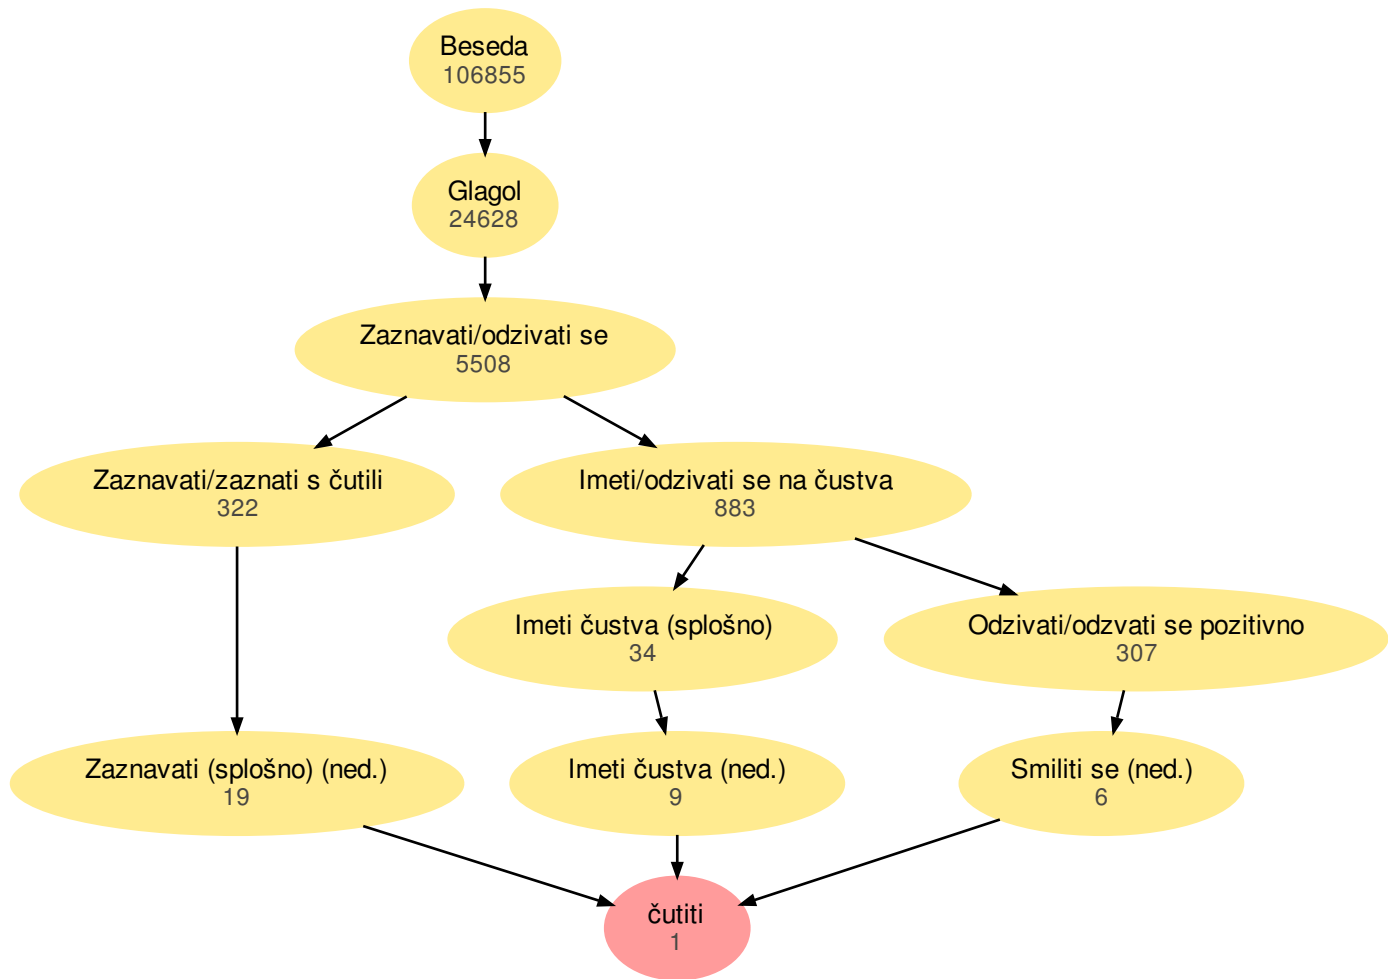 Beseda
106855
Glagol
24628
Zaznavati/odzivati se
5508
Zaznavati/zaznati s čutili
322
Imeti/odzivati se na čustva
883
Imeti čustva (splošno)
34
Odzivati/odzvati se pozitivno
307
Zaznavati (splošno) (ned.)
19
Imeti čustva (ned.)
9
Smiliti se (ned.)
6
čutiti
1